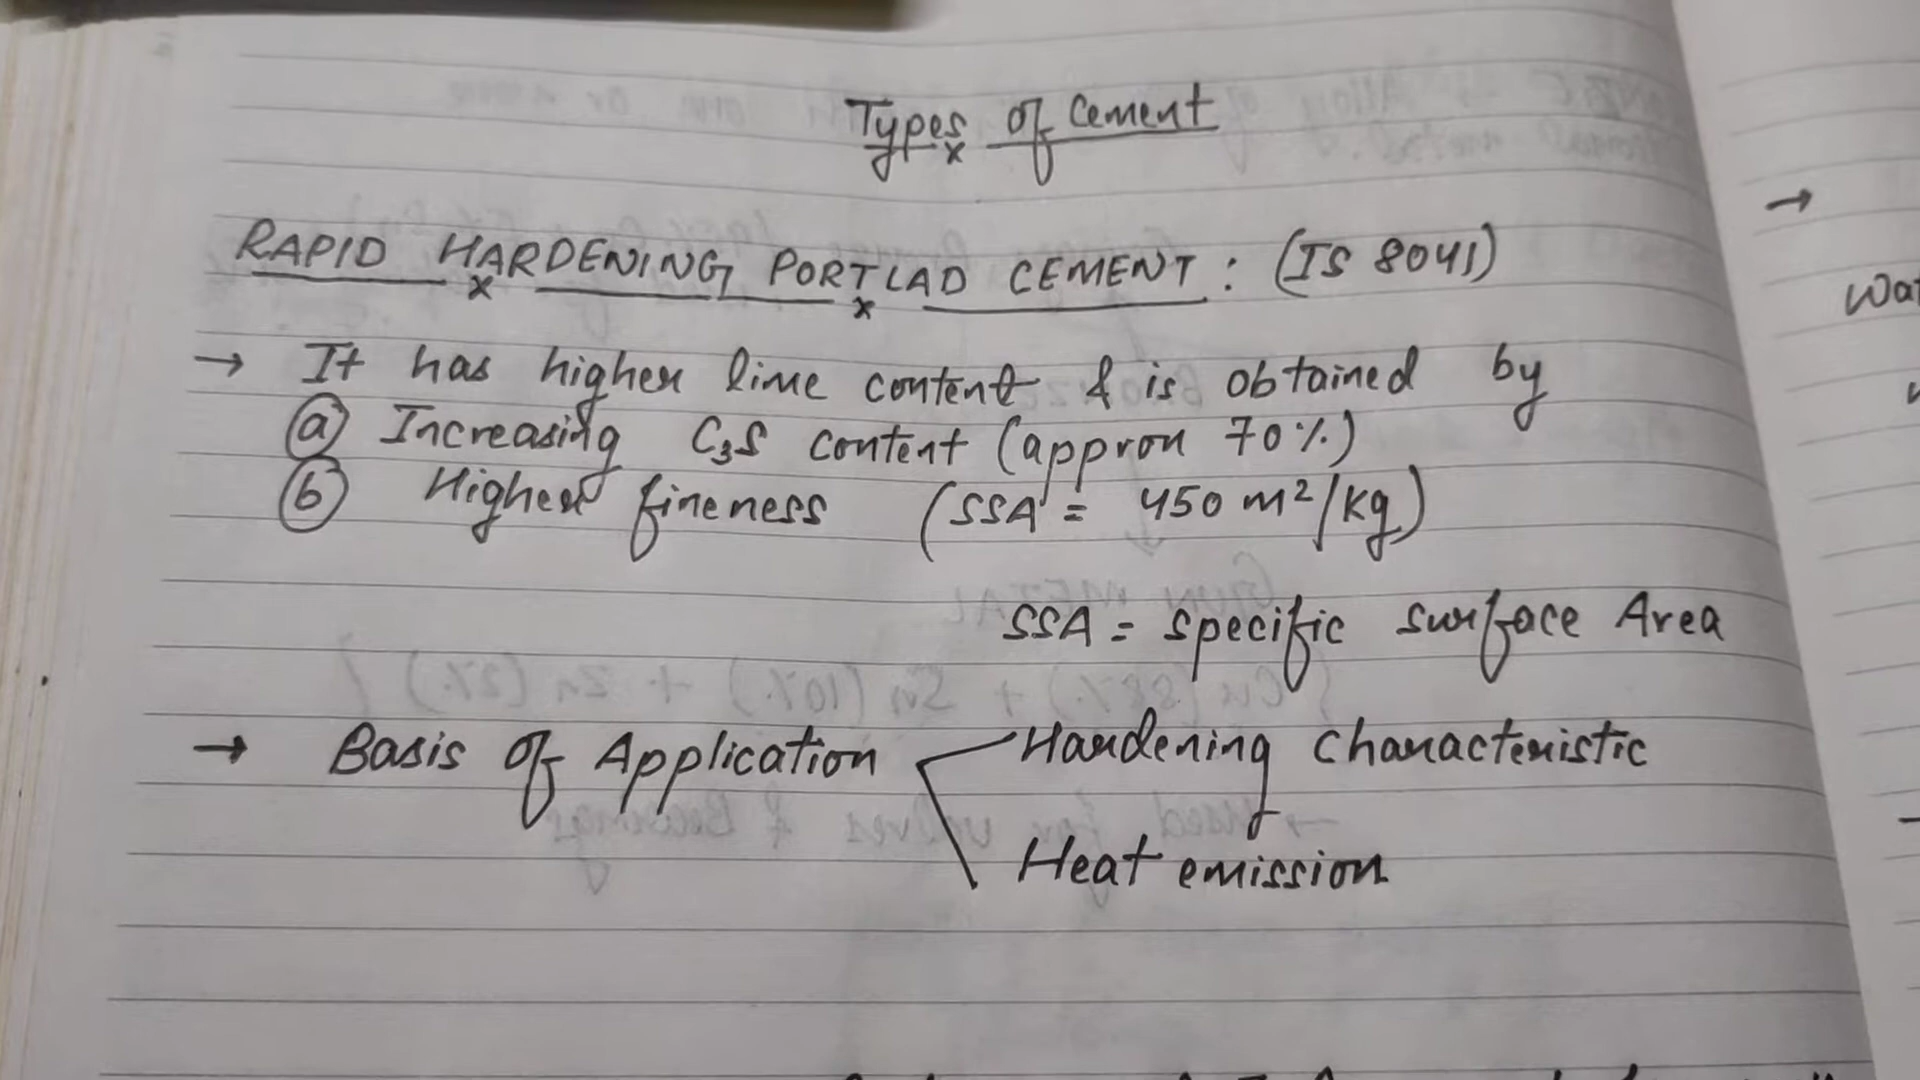 Types of Cement
RAPID HARDENING PORTLAD CEMENT : (IS 8041)
→ It has higher lime content & is obtained by
(a) Increasing C₃S content (approx 70%)
(b) Higher fineness (SSA = 450 m²/kg)
SSA = Specific Surface Area
→ Basis of Application
Hardening Characteristic
Heat emission
→
Wat